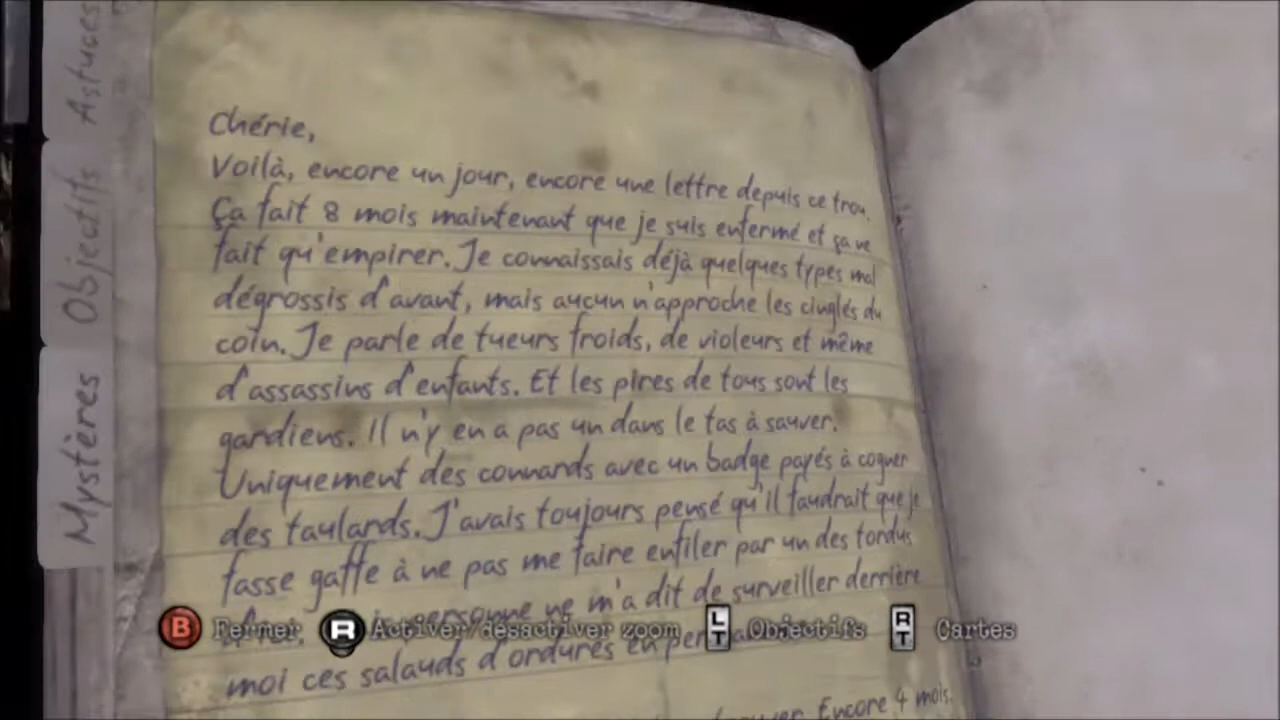 Astuces
Objectifs
Mystères
Chérie,
Voilà, encore un jour, encore une lettre depuis ce trou.
Ça fait 8 mois maintenant que je suis enfermé et ça ne
fait qu'empirer. Je connaissais déjà quelques types mal
dégrossis d'avant, mais aucun n'approche les cinglés du
coin. Je parle de tueurs froids, de violeurs et même
d'assassins d'enfants. Et les pires de tous sont les
gardiens. Il n'y en a pas un dans le tas à sauver.
Uniquement des connards avec un badge payés à cogner
des taulards. J'avais toujours pensé qu'il faudrait que je
fasse gaffe à ne pas me faire enfiler par un des tordus
personne ne m'a dit de surveiller derrière
moi ces salauds d'ordures en
Encore 4 mois.
B Fermer R Activer/désactiver zoom LT Objectifs RT Cartes